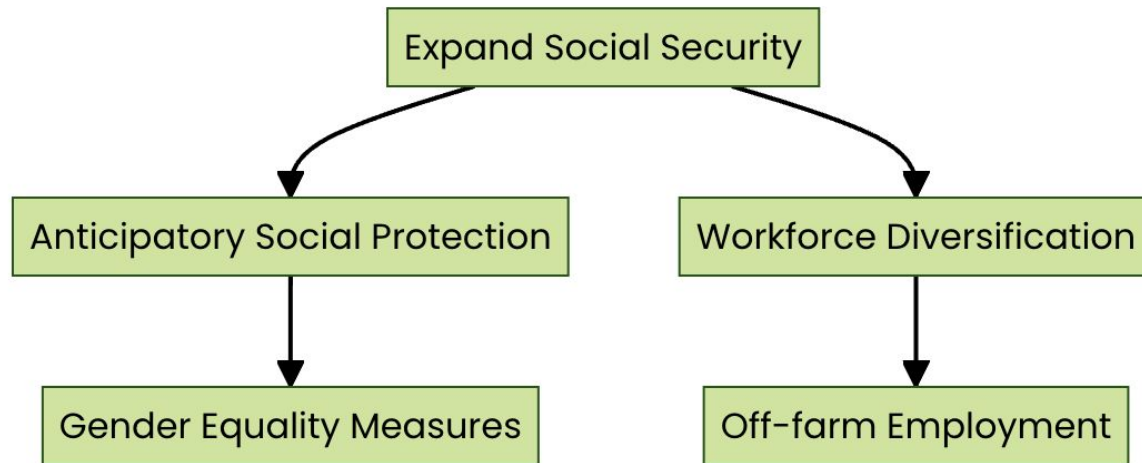 Expand Social Security
Anticipatory Social Protection
Workforce Diversification
Gender Equality Measures
Off-farm Employment